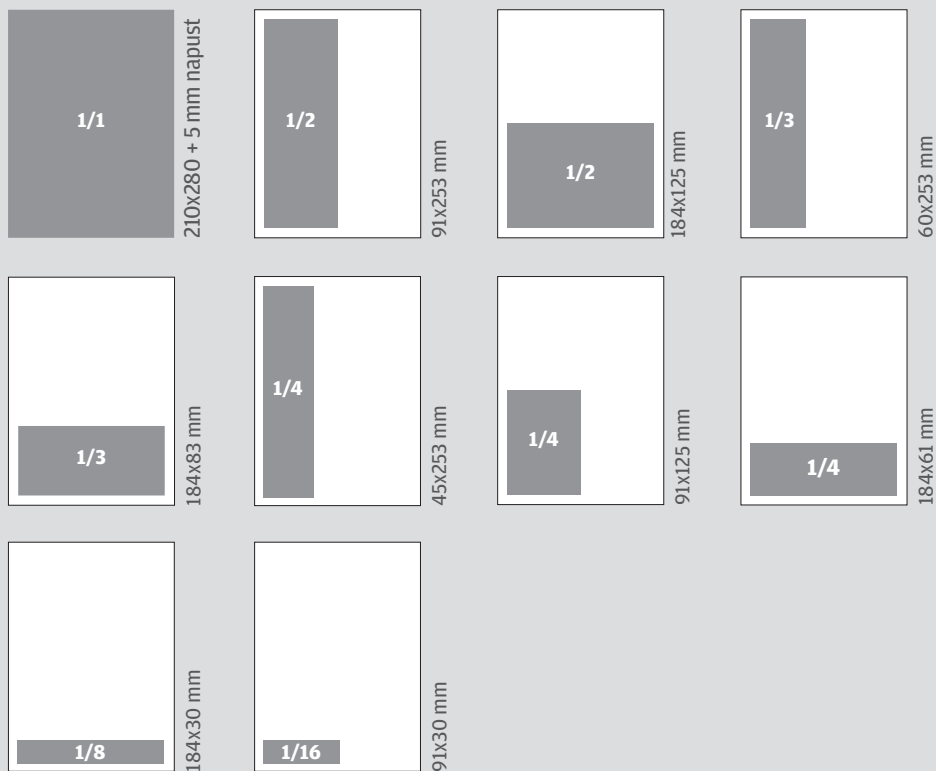 1/1
210x280 + 5 mm napust
1/2
91x253 mm
1/2
184x125 mm
1/3
60x253 mm
1/3
184x83 mm
1/4
45x253 mm
1/4
91x125 mm
1/4
184x61 mm
1/8
184x30 mm
1/16
91x30 mm